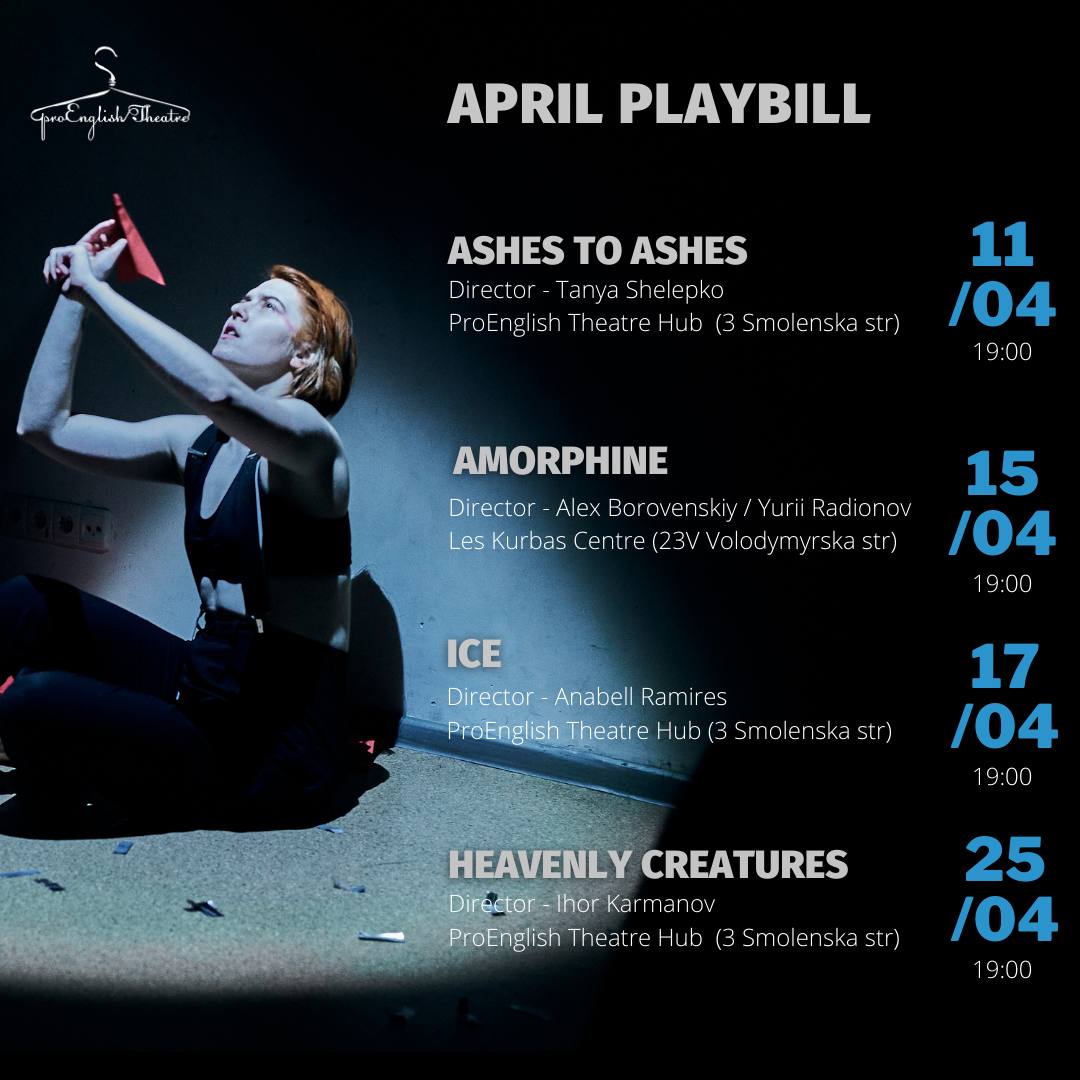 proEnglish Theatre
APRIL PLAYBILL
ASHES TO ASHES
Director - Tanya Shelepko
ProEnglish Theatre Hub (3 Smolenska str)
11
/04
19:00
AMORPHINE
Director - Alex Borovenskiy / Yurii Radionov
Les Kurbas Centre (23V Volodymyrska str)
15
/04
19:00
ICE
Director - Anabell Ramires
ProEnglish Theatre Hub (3 Smolenska str)
17
/04
19:00
HEAVENLY CREATURES
Director - Ihor Karmanov
ProEnglish Theatre Hub (3 Smolenska str)
25
/04
19:00